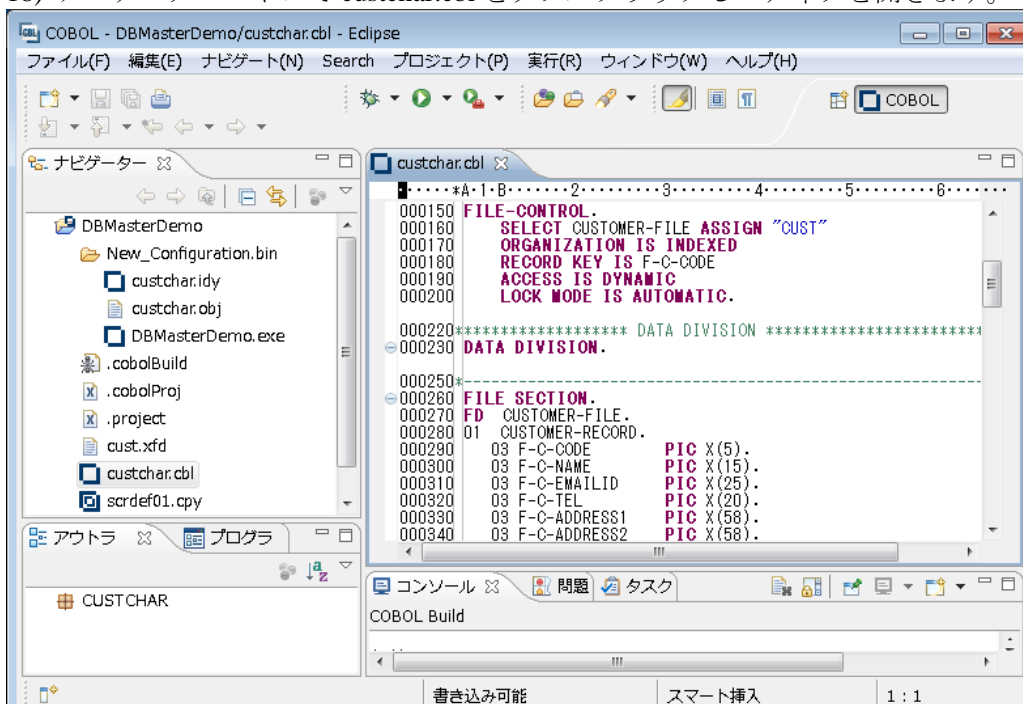 custchar.cbl
COBOL - DBMasterDemo/custchar.cbl - Eclipse
ファイル(F) 編集(E) ナビゲート(N) Search プロジェクト(P) 実行(R) ウィンドウ(W) ヘルプ(H)
COBOL
ナビゲーター
DBMasterDemo
New_Configuration.bin
custchar.idy
custchar.obj
DBMasterDemo.exe
.cobolBuild
.cobolProj
.project
cust.xfd
custchar.cbl
scrdef01.cpy
アウトラ プログラ
CUSTCHAR
custchar.cbl
*A·1·B·······2·········3·········4·········5·········6·······
000150 FILE-CONTROL.
000160 SELECT CUSTOMER-FILE ASSIGN "CUST"
000170 ORGANIZATION IS INDEXED
000180 RECORD KEY IS F-C-CODE
000190 ACCESS IS DYNAMIC
000200 LOCK MODE IS AUTOMATIC.
000220******************* DATA DIVISION ************************
000230 DATA DIVISION.
000250*----------------------------------------------------------
000260 FILE SECTION.
000270 FD CUSTOMER-FILE.
000280 01 CUSTOMER-RECORD.
000290 03 F-C-CODE PIC X(5).
000300 03 F-C-NAME PIC X(15).
000310 03 F-C-EMAILID PIC X(25).
000320 03 F-C-TEL PIC X(20).
000330 03 F-C-ADDRESS1 PIC X(58).
000340 03 F-C-ADDRESS2 PIC X(58).
コンソール 問題 タスク
COBOL Build
書き込み可能 スマート挿入 1 : 1